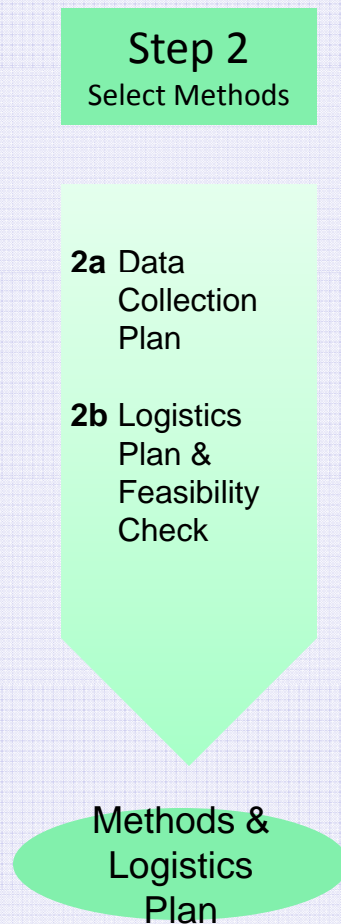 Step 2
Select Methods
2a Data
Collection
Plan
2b Logistics
Plan &
Feasibility
Check
Methods &
Logistics
Plan